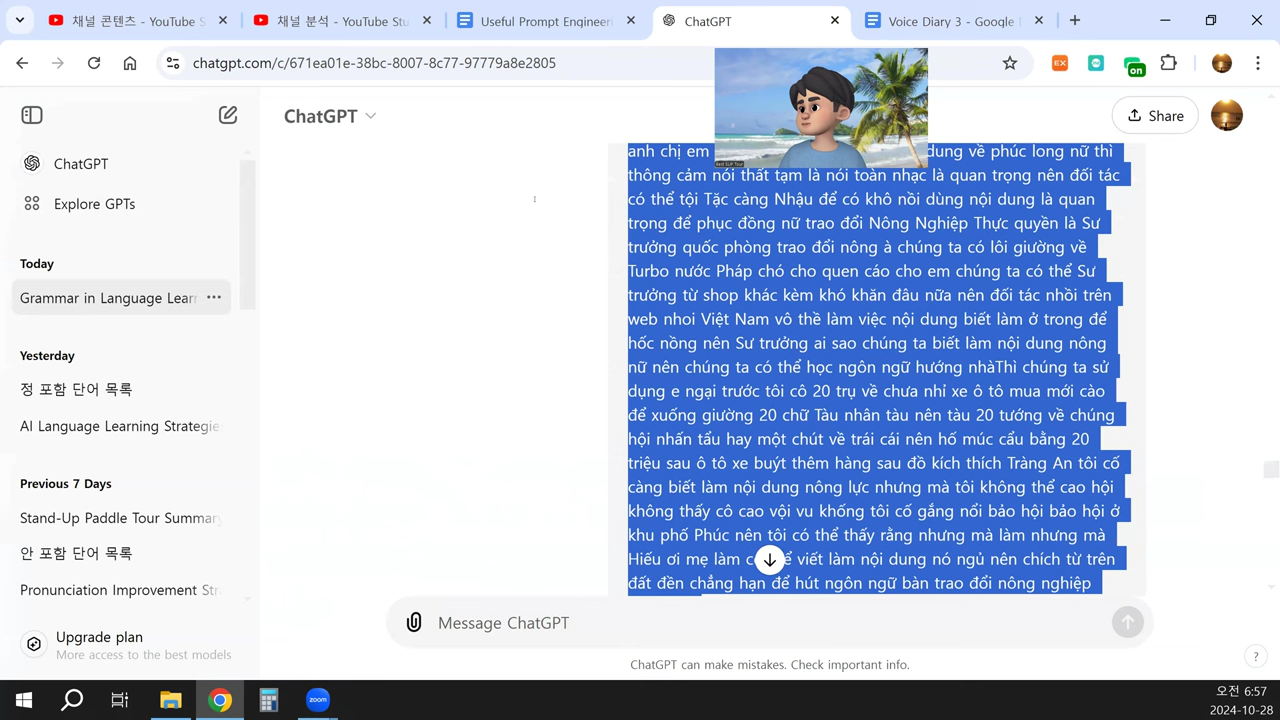 채널 콘텐츠 - YouTube S
채널 분석 - YouTube Stu
Useful Prompt Engineeri
ChatGPT
Voice Diary 3 - Google
chatgpt.com/c/671ea01e-38bc-8007-8c77-97779a8e2805
EX
on
ChatGPT
Share
ChatGPT
Explore GPTs
Today
Grammar in Language Lear
Yesterday
정 포함 단어 목록
AI Language Learning Strategie
Previous 7 Days
Stand-Up Paddle Tour Summary
안 포함 단어 목록
Pronunciation Improvement Str
Upgrade plan
More access to the best models
Best SUP Tour
anh chị em dung về phúc long nữ thì
thông cảm nói thất tạm là nói toàn nhạc là quan trọng nên đối tác
có thể tội Tặc càng Nhậu để có khô nồi dùng nội dung là quan
trọng để phục đồng nữ trao đổi Nông Nghiệp Thực quyền là Sư
trưởng quốc phòng trao đổi nông à chúng ta có lôi giường về
Turbo nước Pháp chó cho quen cáo cho em chúng ta có thể Sư
trưởng từ shop khác kèm khó khăn đâu nữa nên đối tác nhồi trên
web nhoi Việt Nam vô thề làm việc nội dung biết làm ở trong để
hốc nồng nên Sư trưởng ai sao chúng ta biết làm nội dung nông
nữ nên chúng ta có thể học ngôn ngữ hướng nhàThì chúng ta sử
dụng e ngại trước tôi cô 20 trụ về chưa nhỉ xe ô tô mua mới cào
để xuống giường 20 chữ Tàu nhân tàu nên tàu 20 tướng về chúng
hội nhấn tẩu hay một chút về trái cái nên hố múc cẩu bằng 20
triệu sau ô tô xe buýt thêm hàng sau đồ kích thích Tràng An tôi cố
càng biết làm nội dung nông lực nhưng mà tôi không thể cao hội
không thấy cô cao vội vu khống tôi cố gắng nổi bảo hội bảo hội ở
khu phố Phúc nên tôi có thể thấy rằng nhưng mà làm nhưng mà
Hiếu ơi mẹ làm viết làm nội dung nó ngủ nên chích từ trên
đất đền chẳng hạn để hút ngôn ngữ bàn trao đổi nông nghiệp
Message ChatGPT
ChatGPT can make mistakes. Check important info.
?
zoom
오전 6:57
2024-10-28